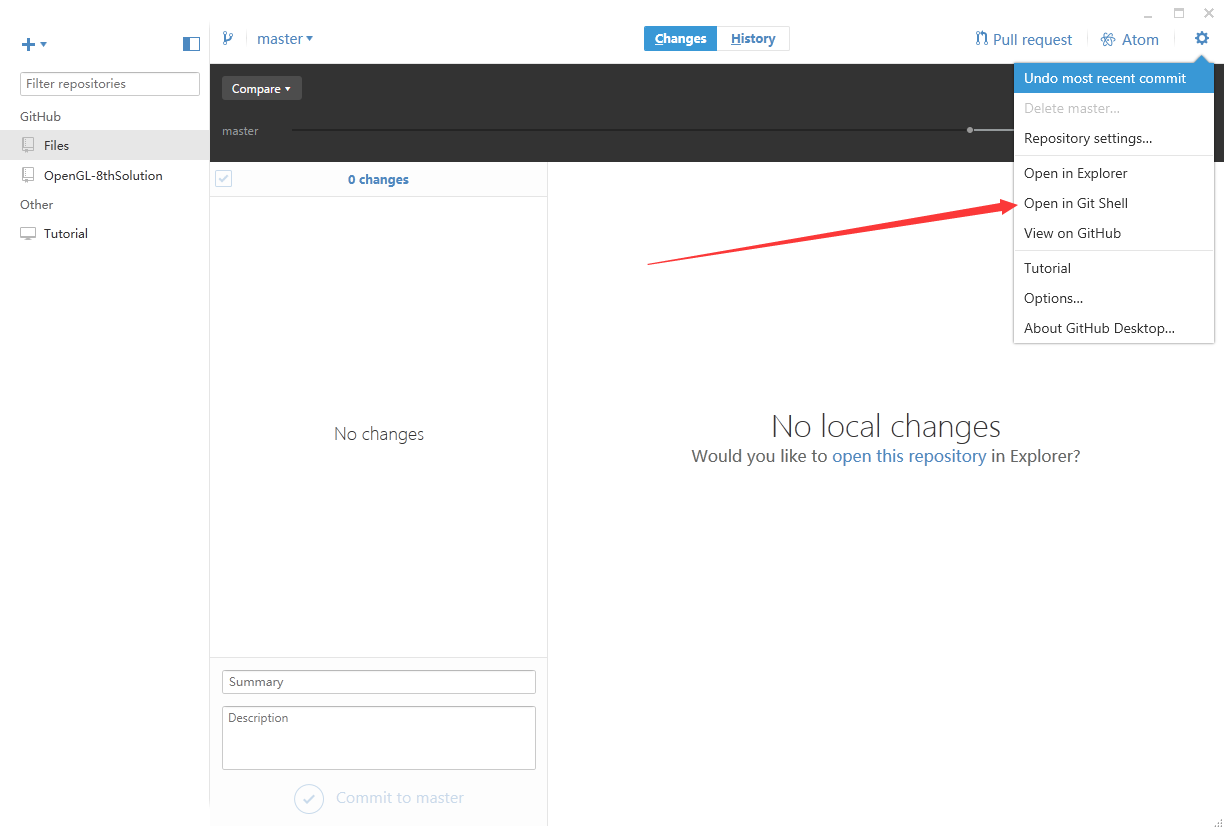 master
Changes
History
Pull request
Atom
Filter repositories
GitHub
Files
OpenGL-8thSolution
Other
Tutorial
Compare
master
0 changes
No changes
Summary
Description
Commit to master
Undo most recent commit
Delete master...
Repository settings...
Open in Explorer
Open in Git Shell
View on GitHub
Tutorial
Options...
About GitHub Desktop...
No local changes
Would you like to open this repository in Explorer?